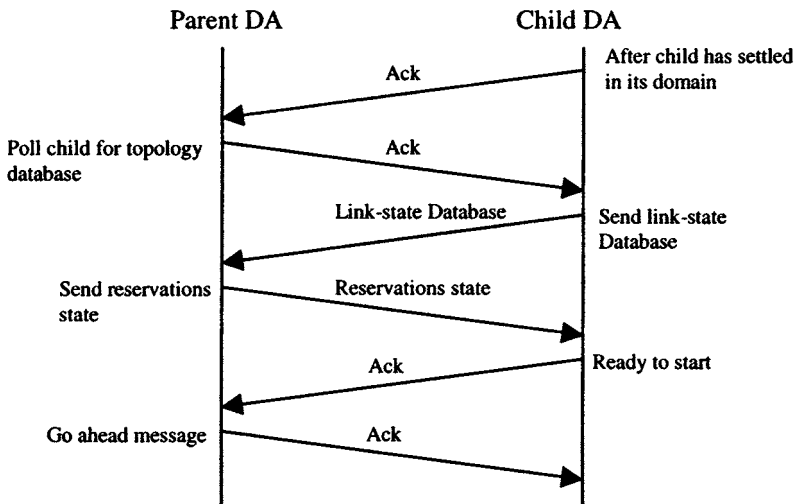 Parent DA
Child DA
After child has settled
in its domain
Ack
Poll child for topology
database
Ack
Link-state Database
Send link-state
Database
Send reservations
state
Reservations state
Ack
Ready to start
Go ahead message
Ack